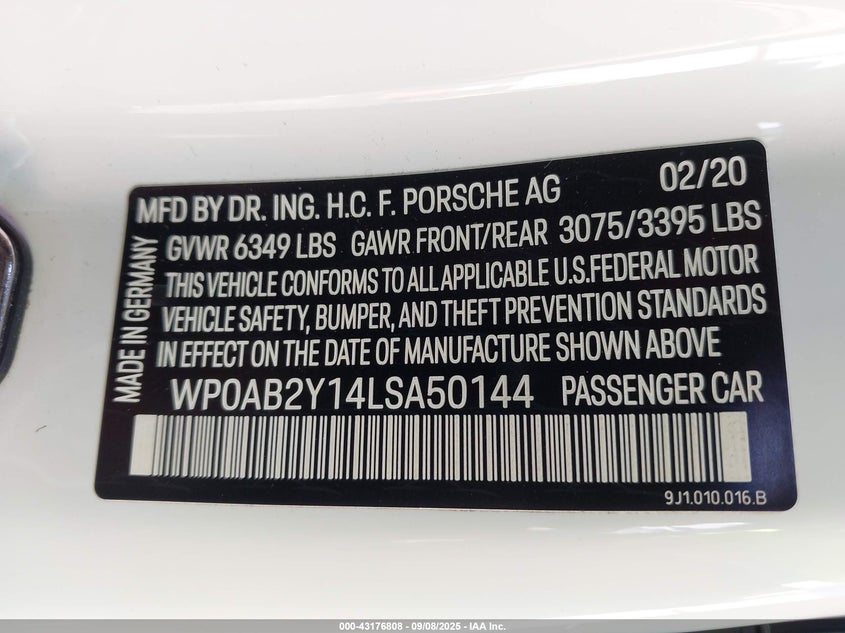 MFD BY DR. ING. H.C. F. PORSCHE AG 02/20
GVWR 6349 LBS GAWR FRONT/REAR 3075/3395 LBS
THIS VEHICLE CONFORMS TO ALL APPLICABLE U.S.FEDERAL MOTOR
VEHICLE SAFETY, BUMPER, AND THEFT PREVENTION STANDARDS
IN EFFECT ON THE DATE OF MANUFACTURE SHOWN ABOVE
WP0AB2Y14LSA50144 PASSENGER CAR
MADE IN GERMANY
9J1.010.016.B
000-43176808 - 09/08/2025 - IAA Inc.